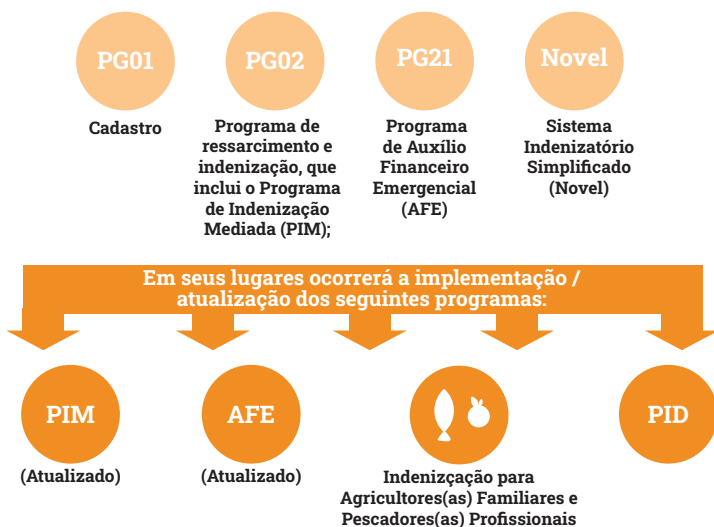 PG01
PG02
PG21
Novel
Cadastro
Programa de
ressarcimento e
indenização, que
inclui o Programa
de Indenização
Mediada (PIM);
Programa
de Auxílio
Financeiro
Emergencial
(AFE)
Sistema
Indenizatório
Simplificado
(Novel)
Em seus lugares ocorrerá a implementação /
atualização dos seguintes programas:
PIM
AFE
PID
(Atualizado)
(Atualizado)
Indenizçação para
Agricultores(as) Familiares e
Pescadores(as) Profissionais